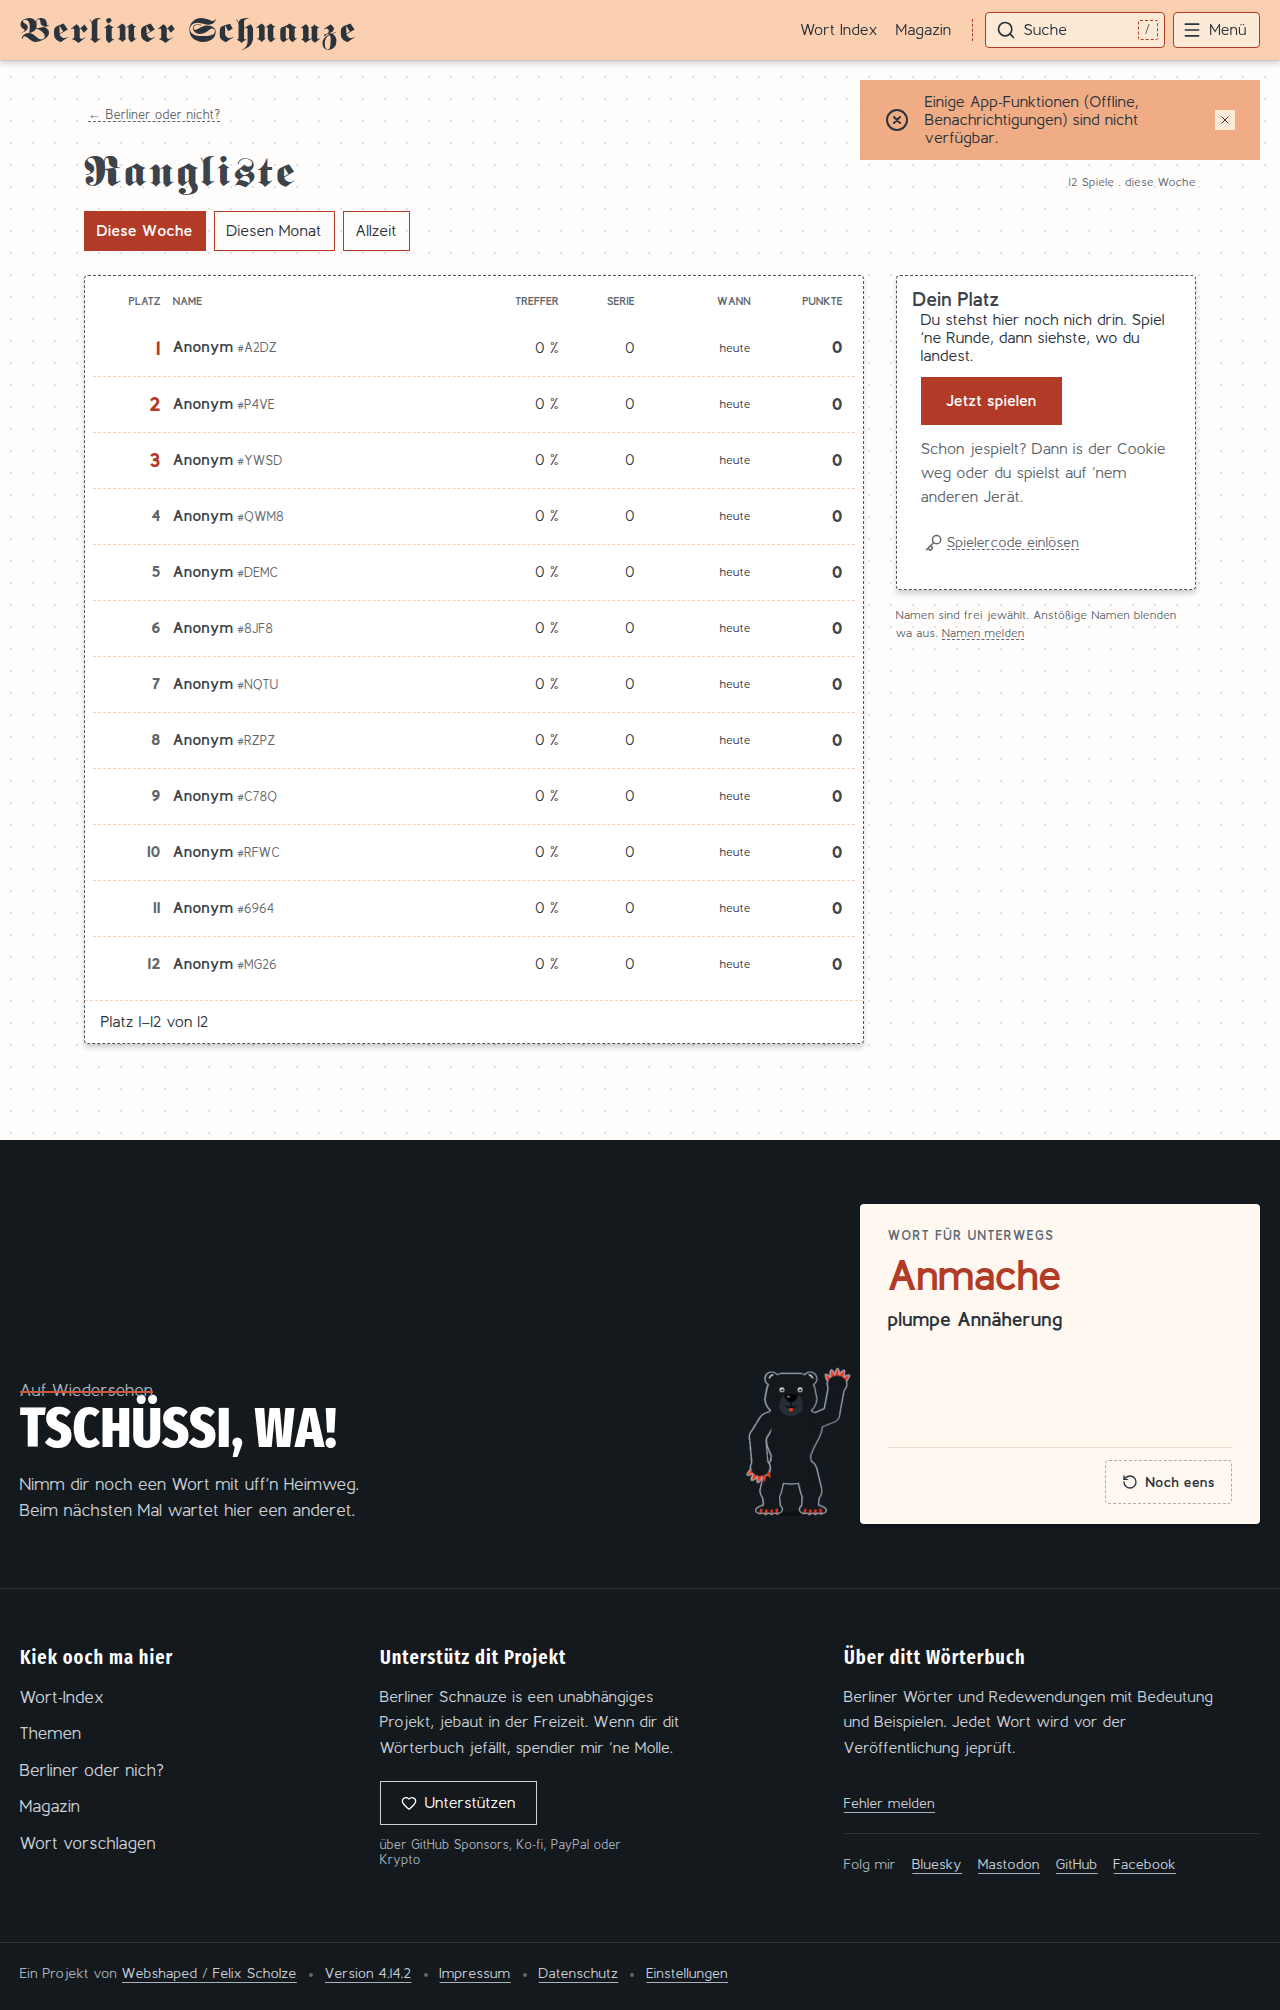 Berliner Schnauze
Wort Index Magazin Suche / Menü
Einige App-Funktionen (Offline,
Benachrichtigungen) sind nicht
verfügbar.
← Berliner oder nicht?
Rangliste
12 Spiele . diese Woche
Diese Woche Diesen Monat Allzeit
PLATZ NAME TREFFER SERIE WANN PUNKTE
1 Anonym #A2DZ 0 % 0 heute 0
2 Anonym #P4VE 0 % 0 heute 0
3 Anonym #YWSD 0 % 0 heute 0
4 Anonym #QWM8 0 % 0 heute 0
5 Anonym #DEMC 0 % 0 heute 0
6 Anonym #8JF8 0 % 0 heute 0
7 Anonym #NQTU 0 % 0 heute 0
8 Anonym #RZPZ 0 % 0 heute 0
9 Anonym #C78Q 0 % 0 heute 0
10 Anonym #RFWC 0 % 0 heute 0
11 Anonym #6964 0 % 0 heute 0
12 Anonym #MG26 0 % 0 heute 0
Platz 1–12 von 12
Dein Platz
Du stehst hier noch nich drin. Spiel
’ne Runde, dann siehste, wo du
landest.
Jetzt spielen
Schon jespielt? Dann is der Cookie
weg oder du spielst auf ’nem
anderen Jerät.
Spielercode einlösen
Namen sind frei jewählt. Anstößige Namen blenden
wa aus. Namen melden
Auf Wiedersehen
TSCHÜSSI, WA!
Nimm dir noch een Wort mit uff’n Heimweg.
Beim nächsten Mal wartet hier een anderet.
WORT FÜR UNTERWEGS
Anmache
plumpe Annäherung
Noch eens
Kiek ooch ma hier
Wort-Index
Themen
Berliner oder nich?
Magazin
Wort vorschlagen
Unterstütz dit Projekt
Berliner Schnauze is een unabhängiges
Projekt, jebaut in der Freizeit. Wenn dir dit
Wörterbuch jefällt, spendier mir ’ne Molle.
Unterstützen
über GitHub Sponsors, Ko-fi, PayPal oder
Krypto
Über ditt Wörterbuch
Berliner Wörter und Redewendungen mit Bedeutung
und Beispielen. Jedet Wort wird vor der
Veröffentlichung jeprüft.
Fehler melden
Folg mir Bluesky Mastodon GitHub Facebook
Ein Projekt von Webshaped / Felix Scholze • Version 4.14.2 • Impressum • Datenschutz • Einstellungen